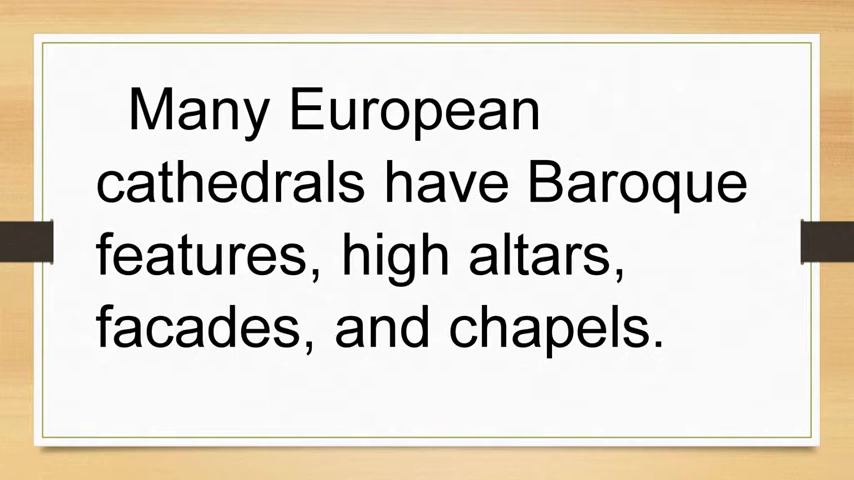 Many European
cathedrals have Baroque
features, high altars,
facades, and chapels.